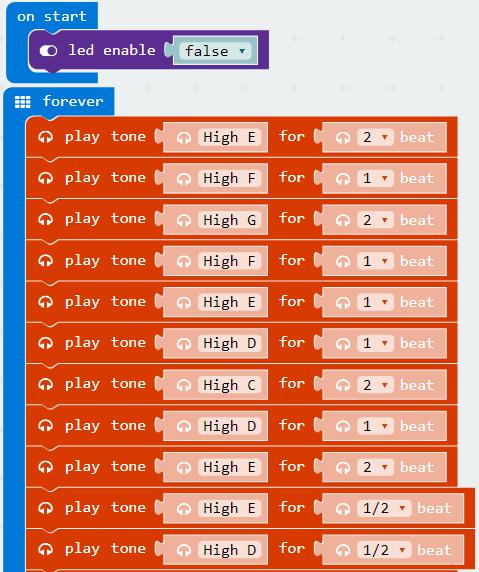 on start
led enable false
forever
play tone High E for 2 beat
play tone High F for 1 beat
play tone High G for 2 beat
play tone High F for 1 beat
play tone High E for 1 beat
play tone High D for 1 beat
play tone High C for 2 beat
play tone High D for 1 beat
play tone High E for 2 beat
play tone High E for 1/2 beat
play tone High D for 1/2 beat